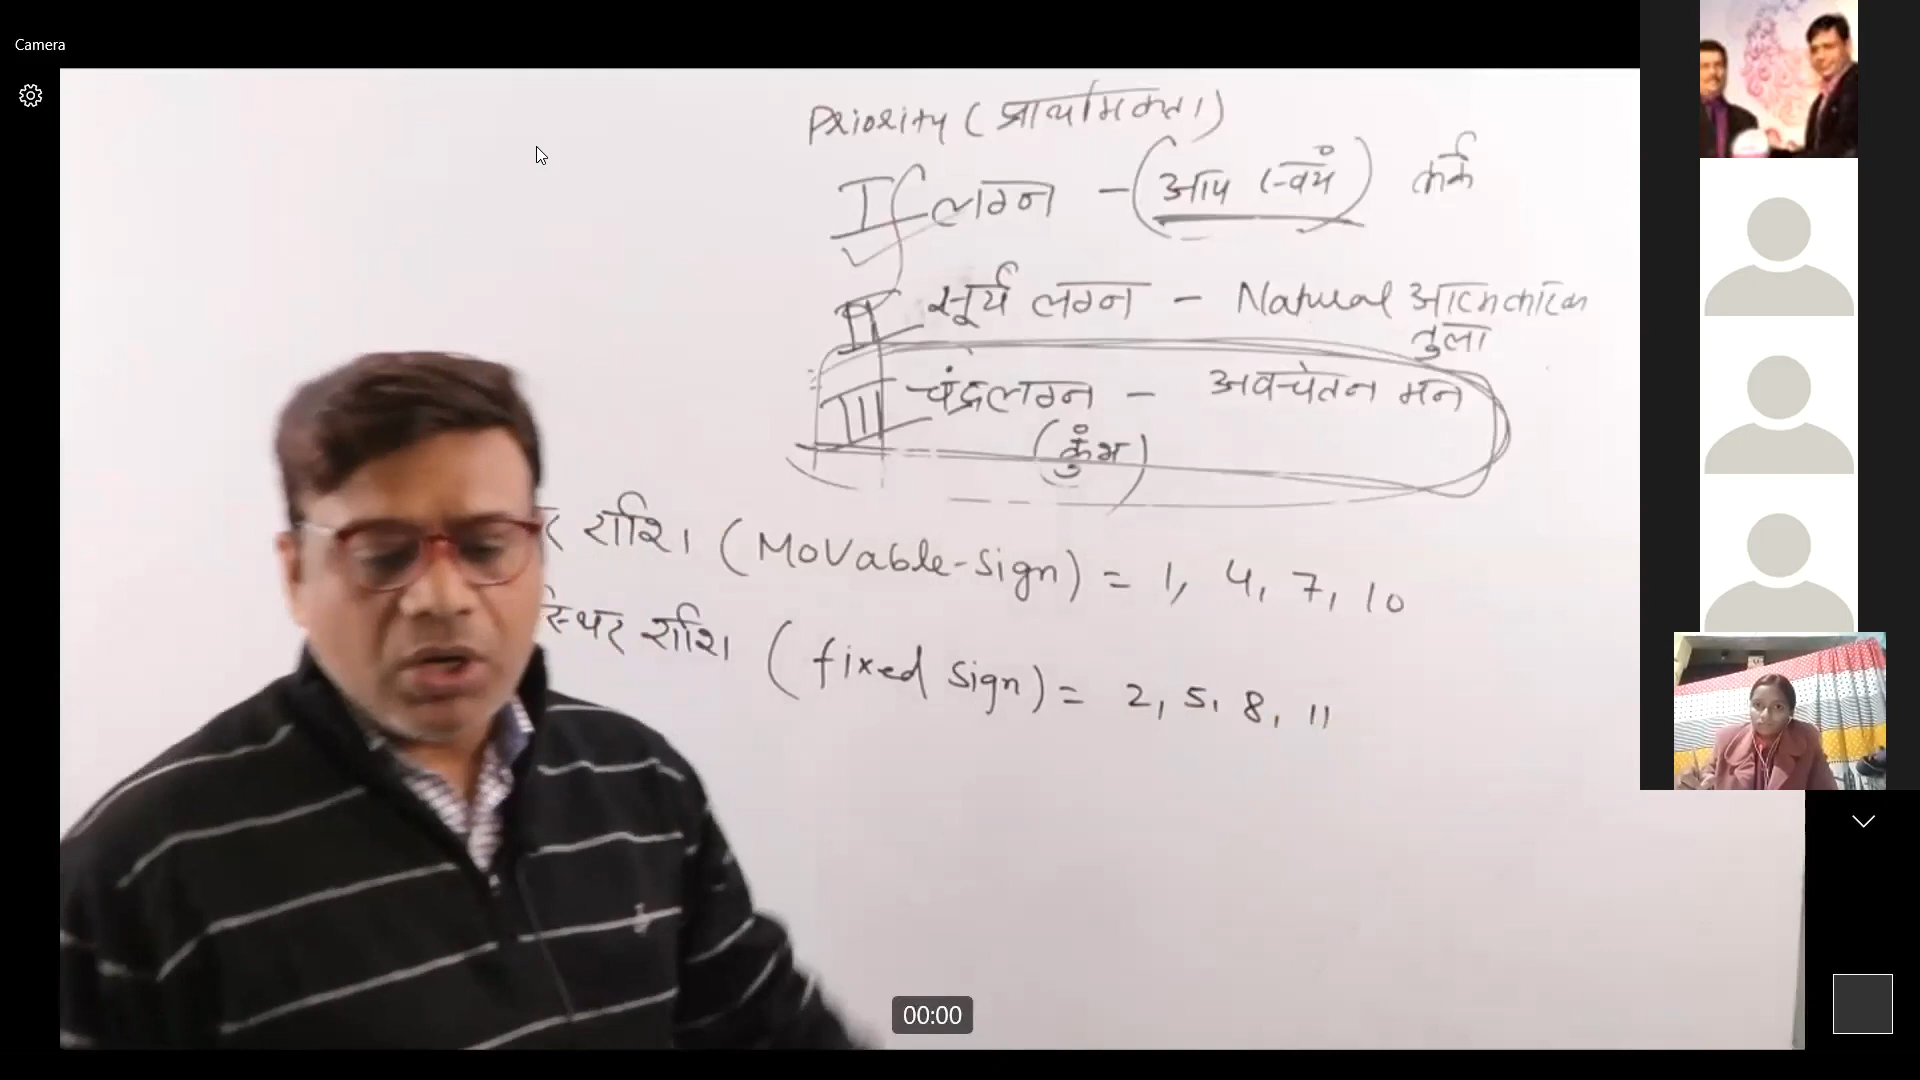 Camera
Priority (प्राथमिकता)
I लग्न - (आप स्वयं) कर्क
II सूर्य लग्न - Natural आत्मकारक
तुला
III चंद्रलग्न - अवचेतन मन
(कुंभ)
र राशि (Movable-sign) = 1, 4, 7, 10
स्थिर राशि (fixed sign) = 2, 5, 8, 11
00:00